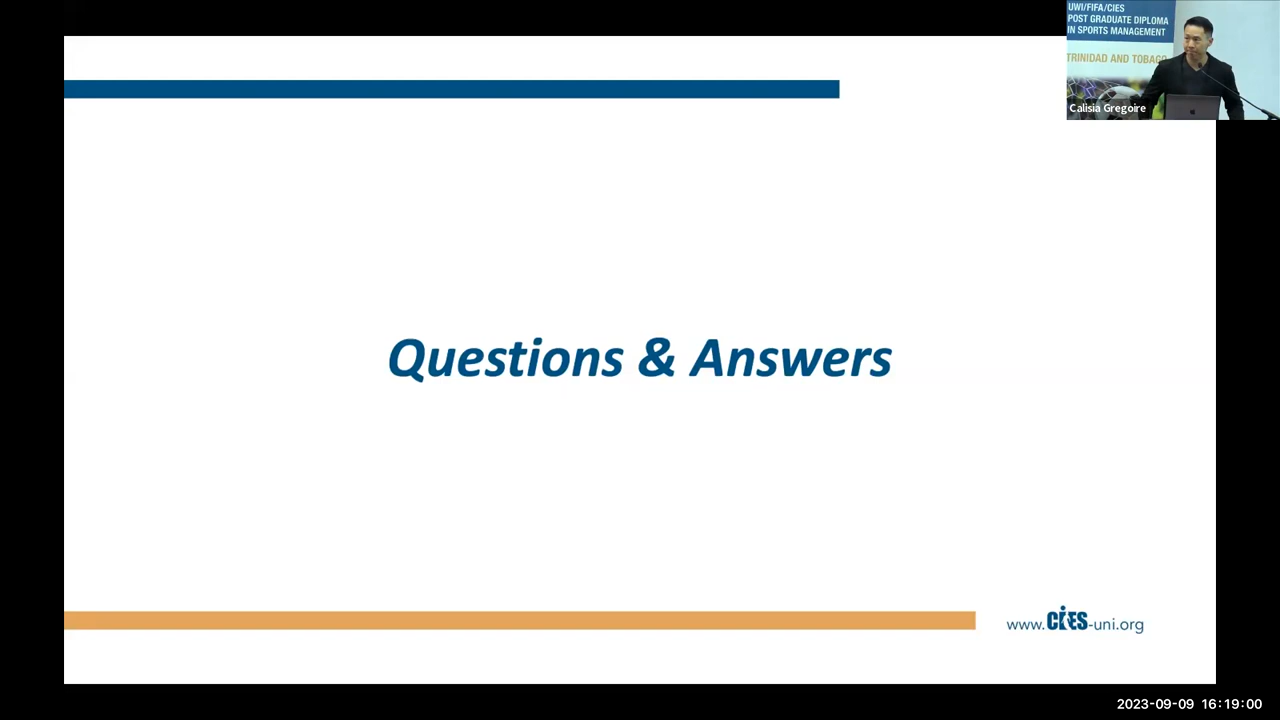 UWI/FIFA/CIES
POST GRADUATE DIPLOMA
IN SPORTS MANAGEMENT
TRINIDAD AND TOBAGO
Calisia Gregoire
Questions & Answers
www.CIES-uni.org
2023-09-09 16:19:00